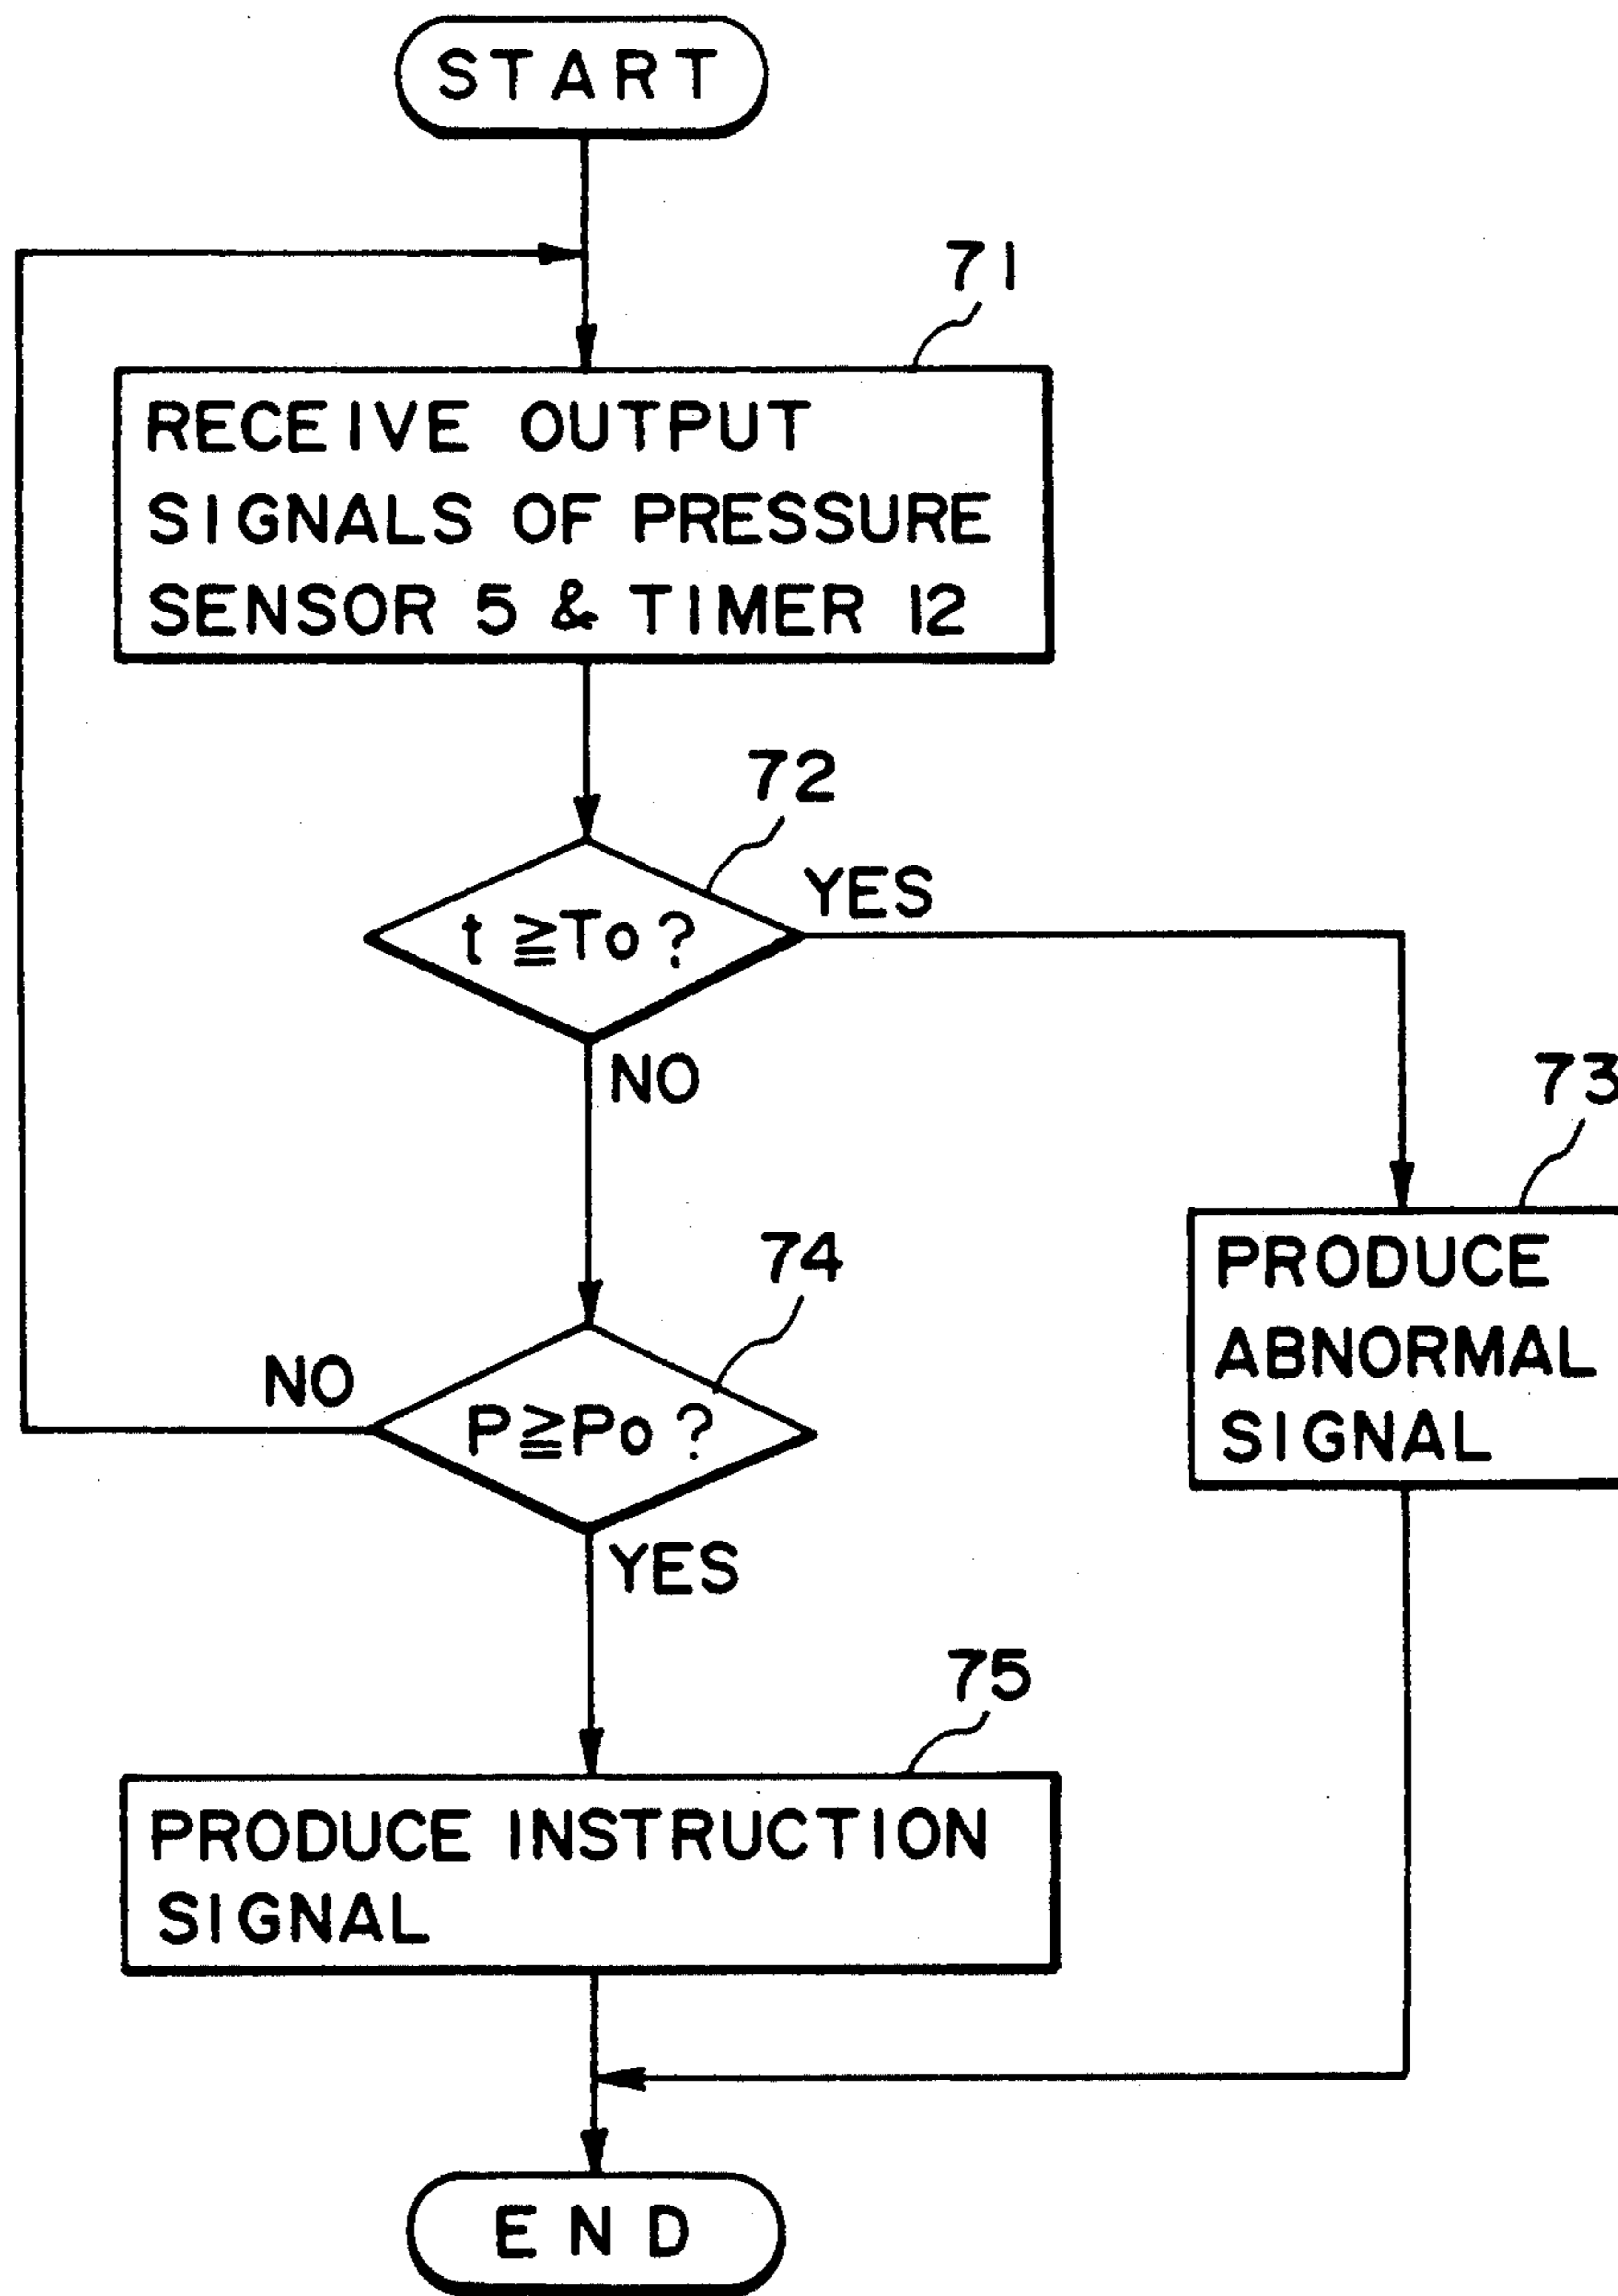 START
71
RECEIVE OUTPUT
SIGNALS OF PRESSURE
SENSOR 5 & TIMER 12
72
t ≧ To ?
YES
NO
73
PRODUCE
ABNORMAL
SIGNAL
74
P ≧ Po ?
NO
YES
75
PRODUCE INSTRUCTION
SIGNAL
END